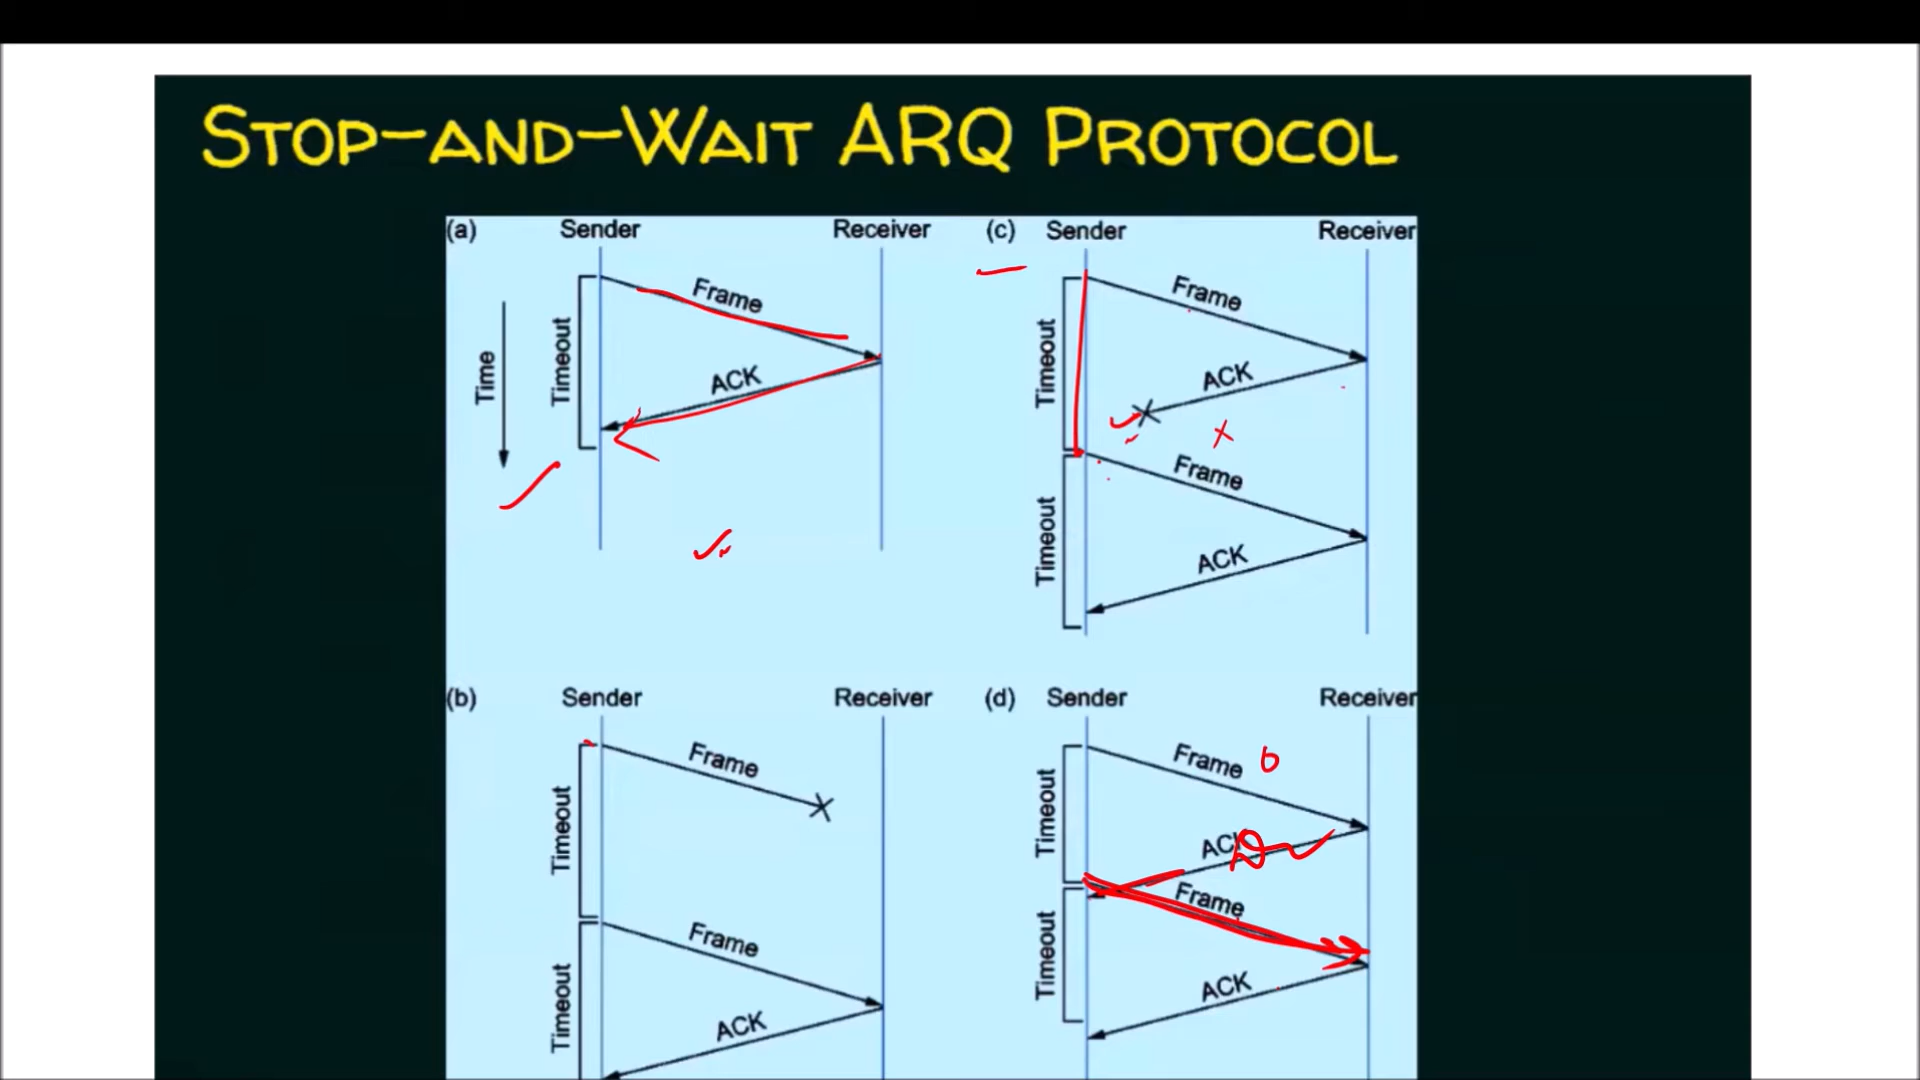 STOP-AND-WAIT ARQ PROTOCOL
(a) Sender Receiver
Frame
Time
Timeout
ACK
(c) Sender Receiver
Frame
Timeout
ACK
Frame
Timeout
ACK
(b) Sender Receiver
Frame
Timeout
Frame
Timeout
ACK
(d) Sender Receiver
Frame
Timeout
Frame
Timeout
ACK